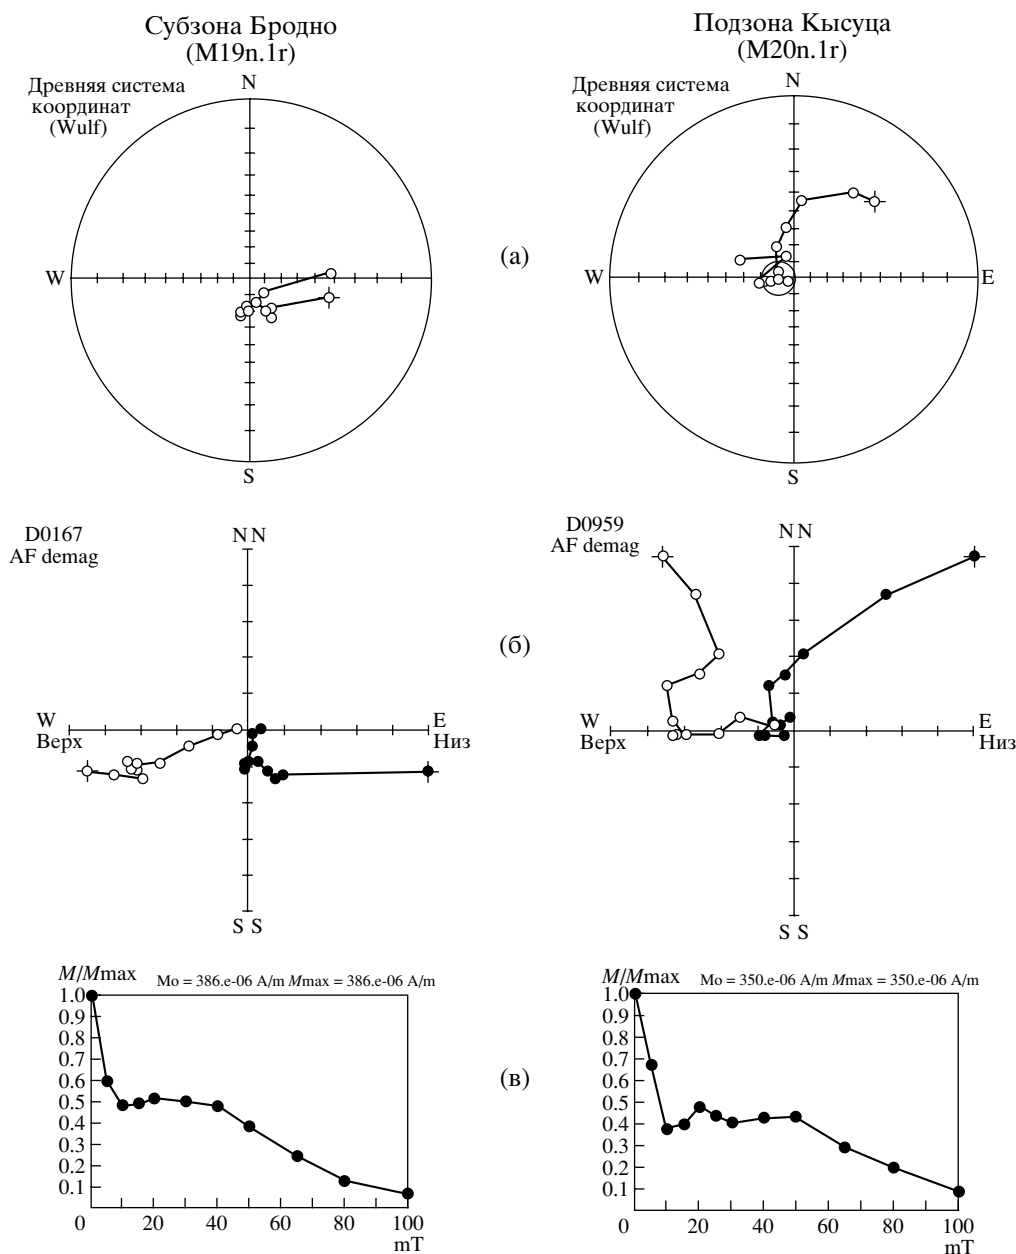 Субзона Бродно
(M19n.1r)
Подзона Кысуца
(M20n.1r)
Древняя система
координат
(Wulf)
N
W
S
(а)
Древняя система
координат
(Wulf)
N
W
E
S
D0167
AF demag
N N
W
Верх
E
Низ
S S
(б)
D0959
AF demag
N N
W
Верх
E
Низ
S S
M/Mmax
Mo = 386.e-06 A/m Mmax = 386.e-06 A/m
1.0
0.9
0.8
0.7
0.6
0.5
0.4
0.3
0.2
0.1
0 20 40 60 80 100
mT
(в)
M/Mmax
Mo = 350.e-06 A/m Mmax = 350.e-06 A/m
1.0
0.9
0.8
0.7
0.6
0.5
0.4
0.3
0.2
0.1
0 20 40 60 80 100
mT